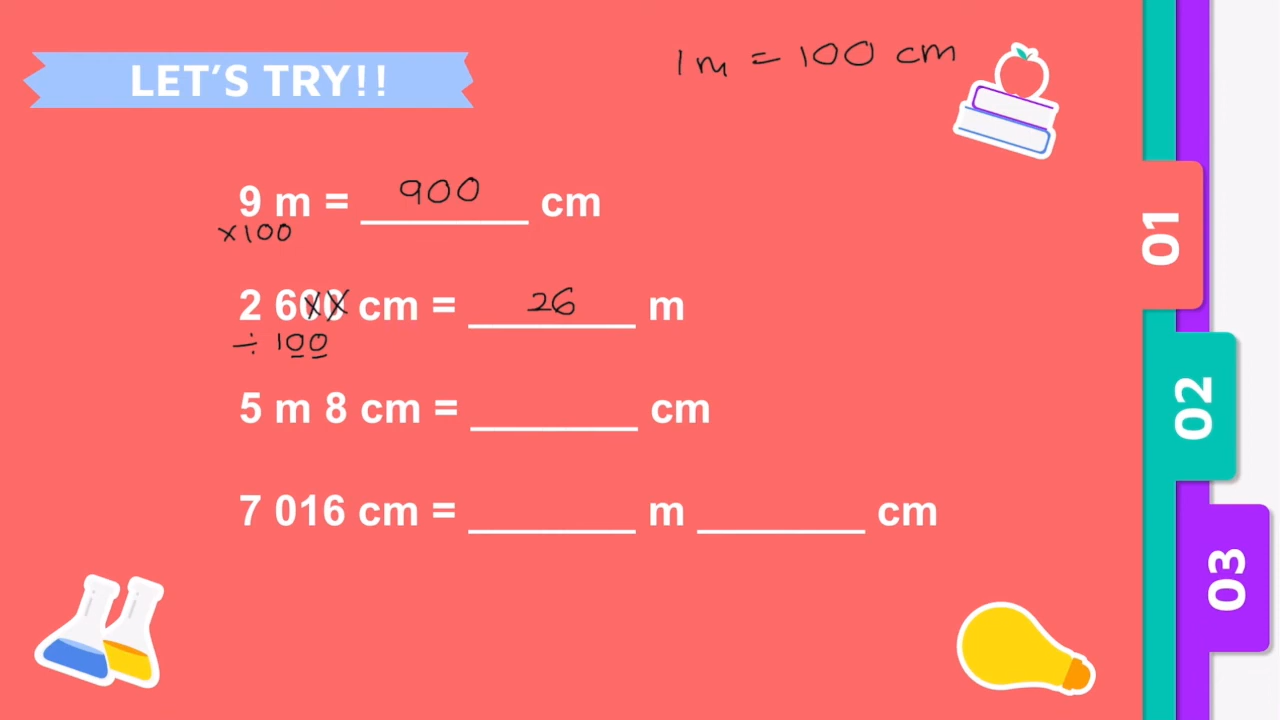 LET'S TRY!!
1 m = 100 cm
9 m = 900 cm
×100
2 600 cm = 26 m
÷ 100
5 m 8 cm = ________ cm
7 016 cm = ________ m ________ cm
01
02
03